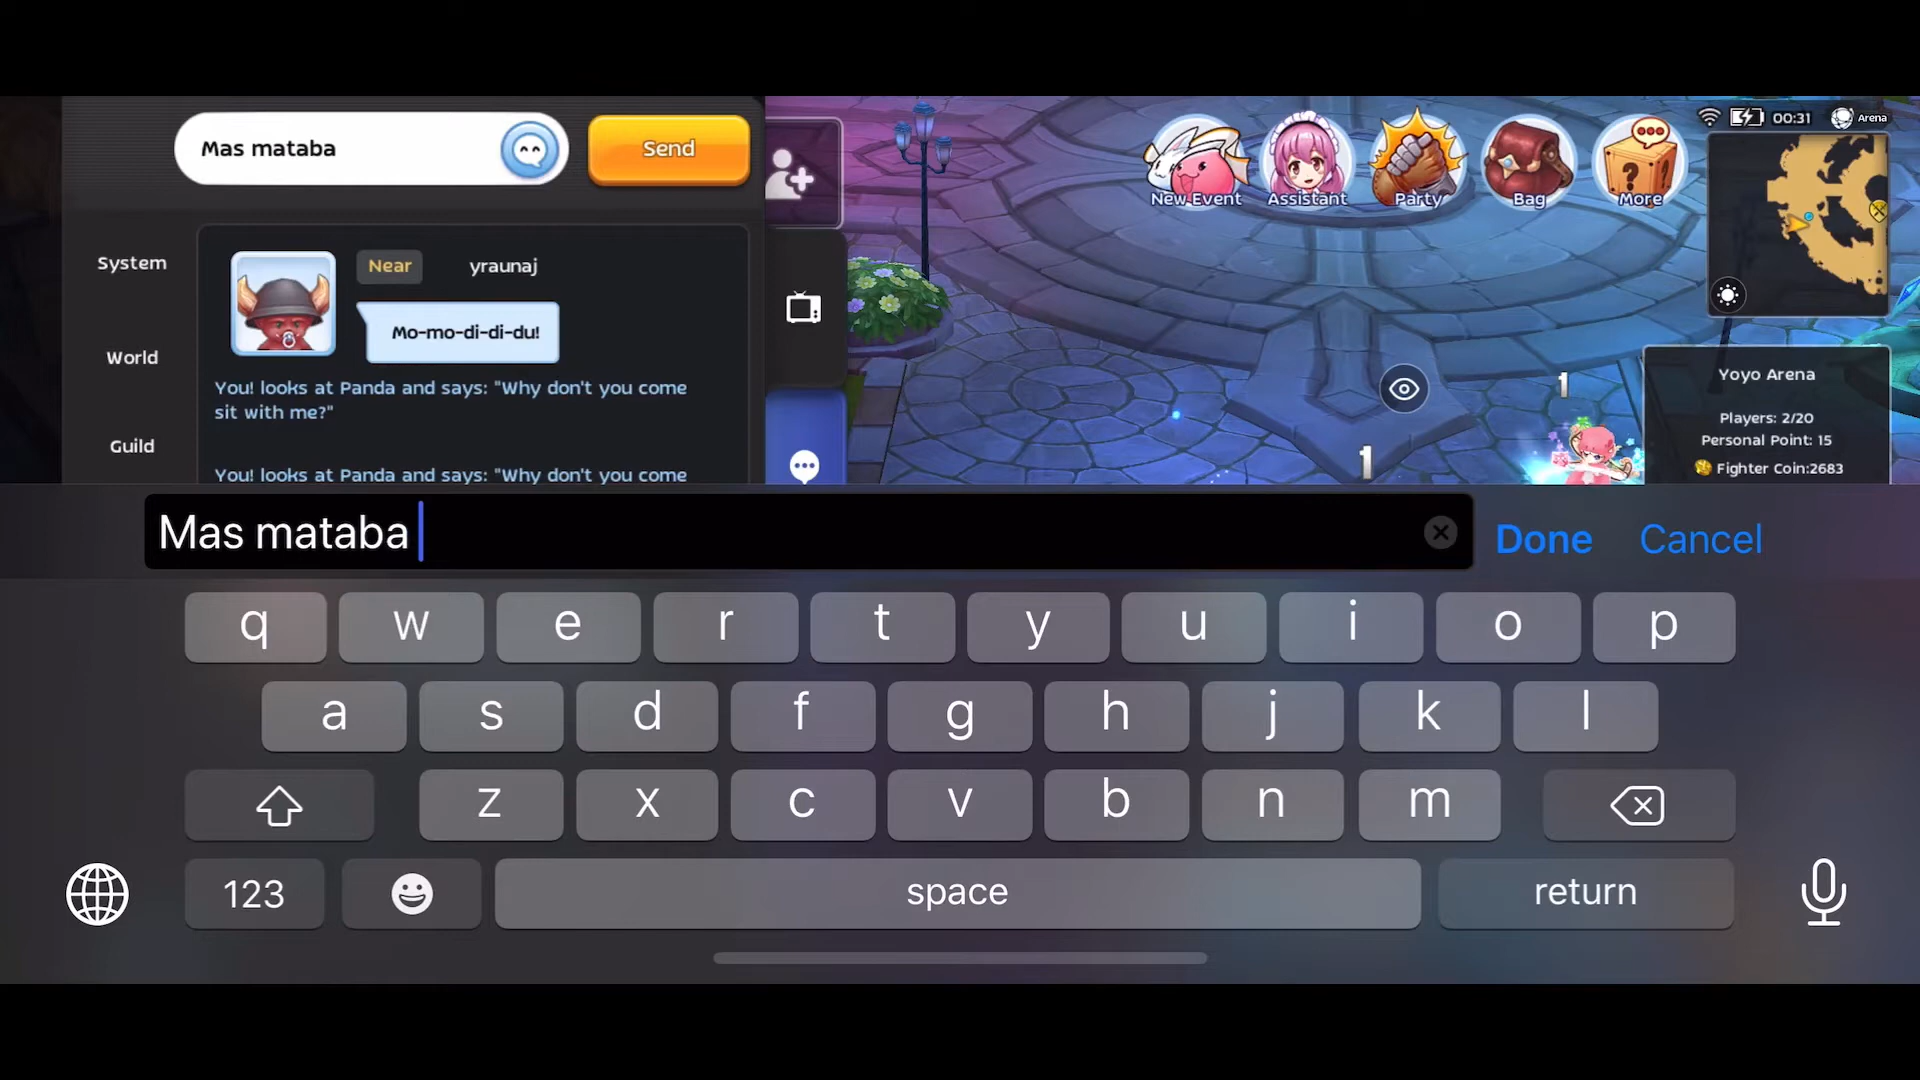 Mas mataba
Send
System
World
Guild
Near
yraunaj
Mo-mo-di-di-du!
You! looks at Panda and says: "Why don't you come
sit with me?"
You! looks at Panda and says: "Why don't you come
New Event
Assistant
Party
Bag
More
00:31
Arena
1
1
Yoyo Arena
Players: 2/20
Personal Point: 15
Fighter Coin:2683
Mas mataba
Done
Cancel
q w e r t y u i o p
a s d f g h j k l
z x c v b n m
123
space
return